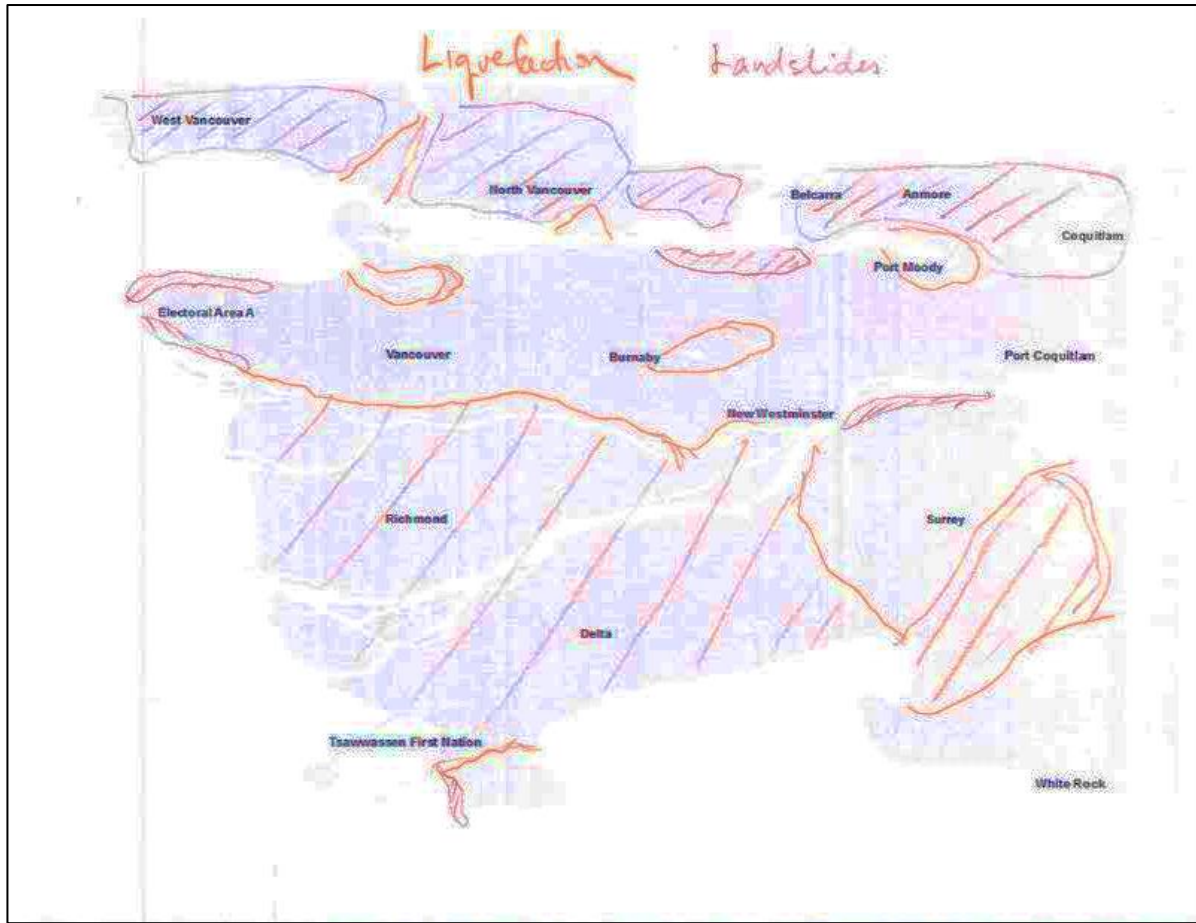 Liquefaction Landslides
West Vancouver
North Vancouver
Belcarra Anmore
Coquitlam
Port Moody
Electoral Area A
Vancouver
Burnaby
Port Coquitlam
New Westminster
Richmond
Surrey
Delta
Tsawwassen First Nation
White Rock